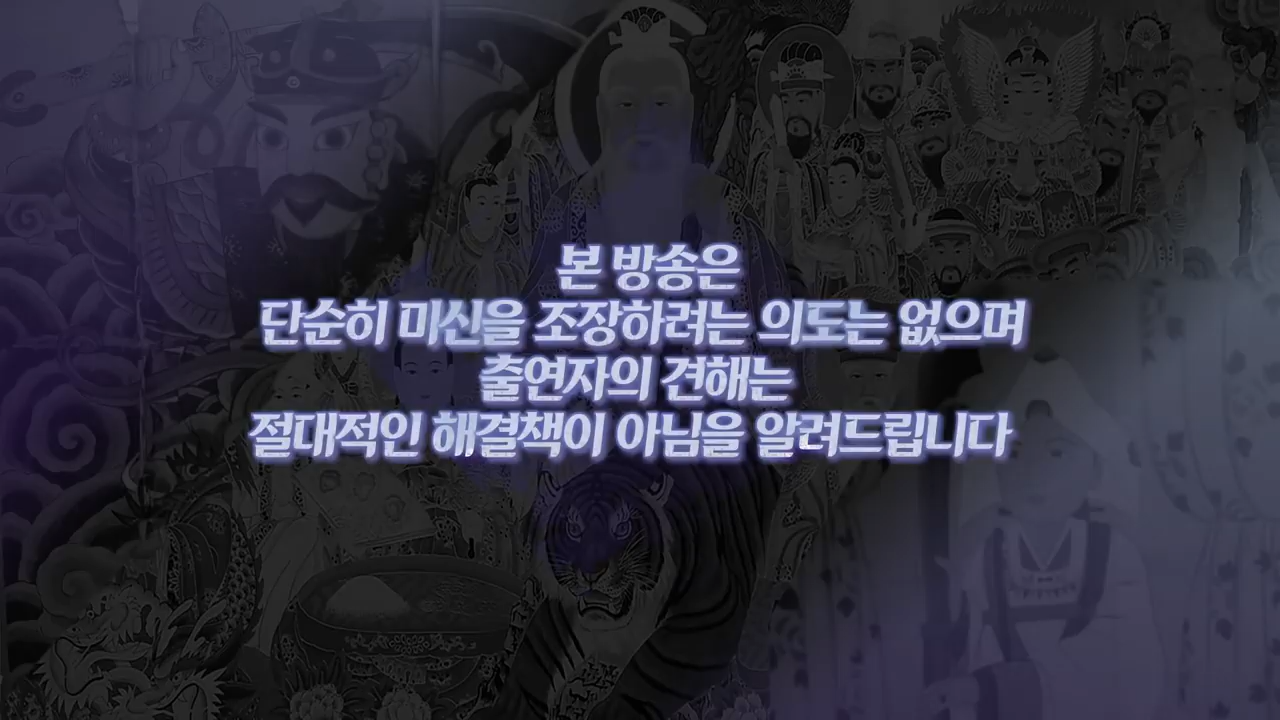 본 방송은
단순히 미신을 조장하려는 의도는 없으며
출연자의 견해는
절대적인 해결책이 아님을 알려드립니다